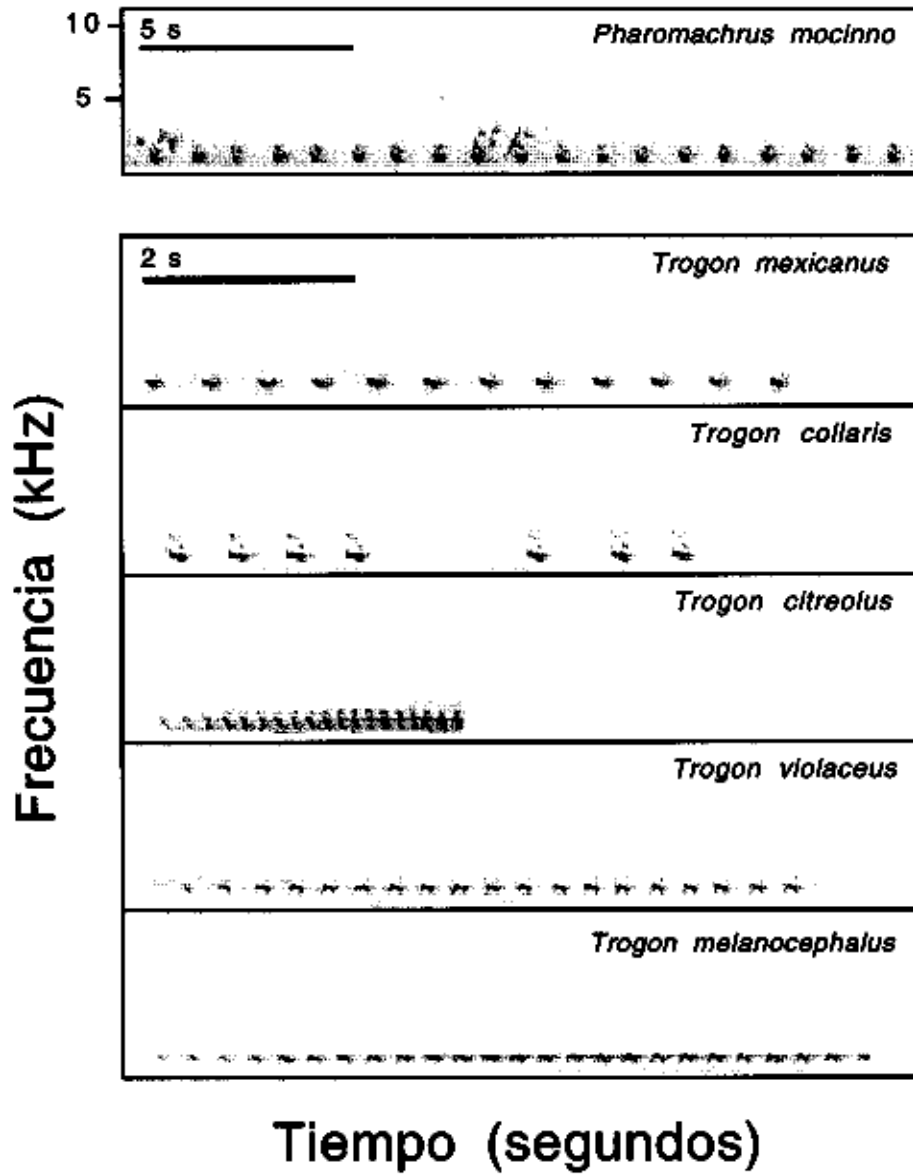 10
5 s
Pharomachrus mocinno
5
2 s
Trogon mexicanus
Trogon collaris
Trogon citreolus
Trogon violaceus
Trogon melanocephalus
Frecuencia (kHz)
Tiempo (segundos)